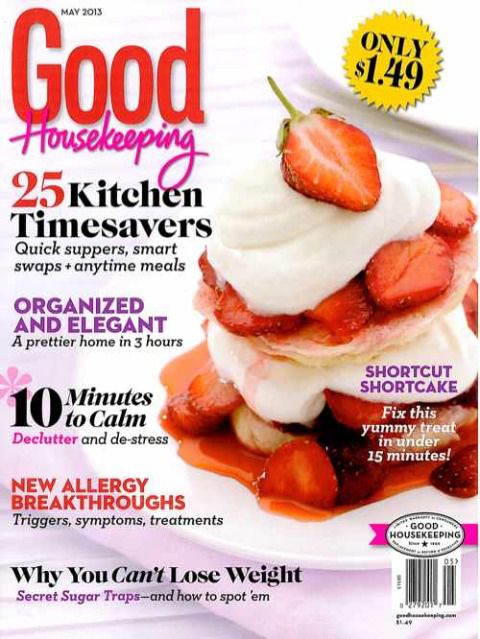 MAY 2013
Good
Housekeeping
ONLY
$1.49
25 Kitchen
Timesavers
Quick suppers, smart
swaps + anytime meals
ORGANIZED
AND ELEGANT
A prettier home in 3 hours
10 Minutes
to Calm
Declutter and de-stress
SHORTCUT
SHORTCAKE
Fix this
yummy treat
in under
15 minutes!
NEW ALLERGY
BREAKTHROUGHS
Triggers, symptoms, treatments
GOOD
HOUSEKEEPING
Why You Can't Lose Weight
Secret Sugar Traps—and how to spot 'em
05
goodhousekeeping.com
$1.49